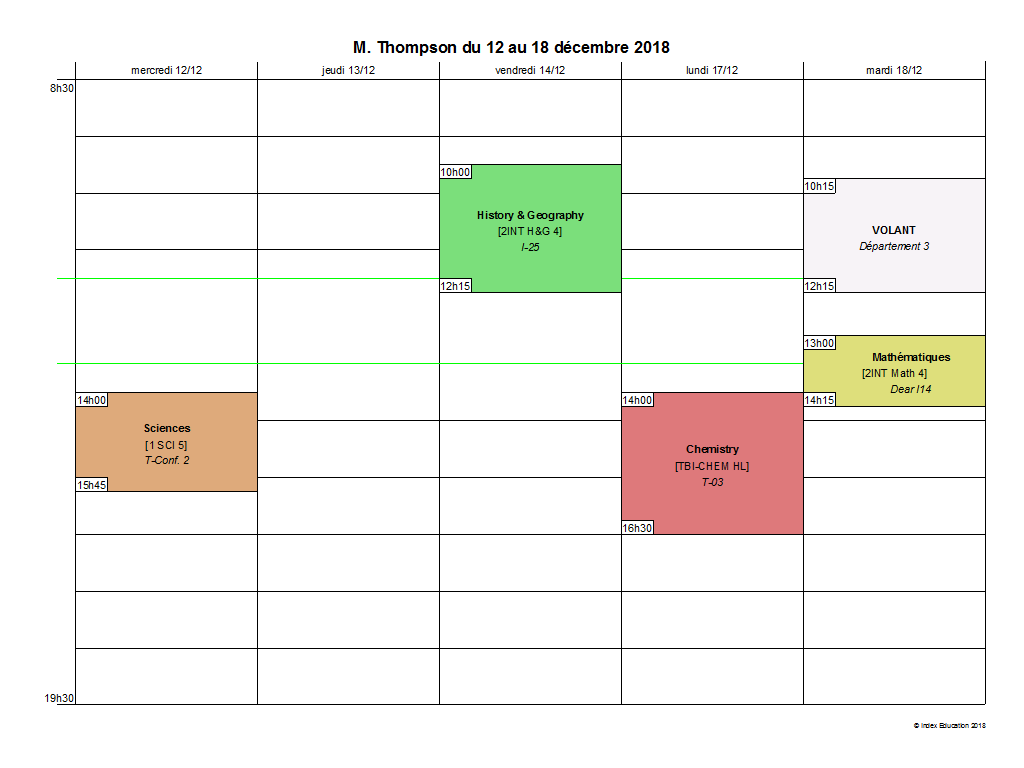 M. Thompson du 12 au 18 décembre 2018
mercredi 12/12
jeudi 13/12
vendredi 14/12
lundi 17/12
mardi 18/12
8h30
10h00
History & Geography
[2INT H&G 4]
I-25
12h15
10h15
VOLANT
Département 3
12h15
13h00
Mathématiques
[2INT Math 4]
Dear I14
14h15
14h00
Sciences
[1 SCI 5]
T-Conf. 2
15h45
14h00
Chemistry
[TBI-CHEM HL]
T-03
16h30
19h30
© Index Education 2018